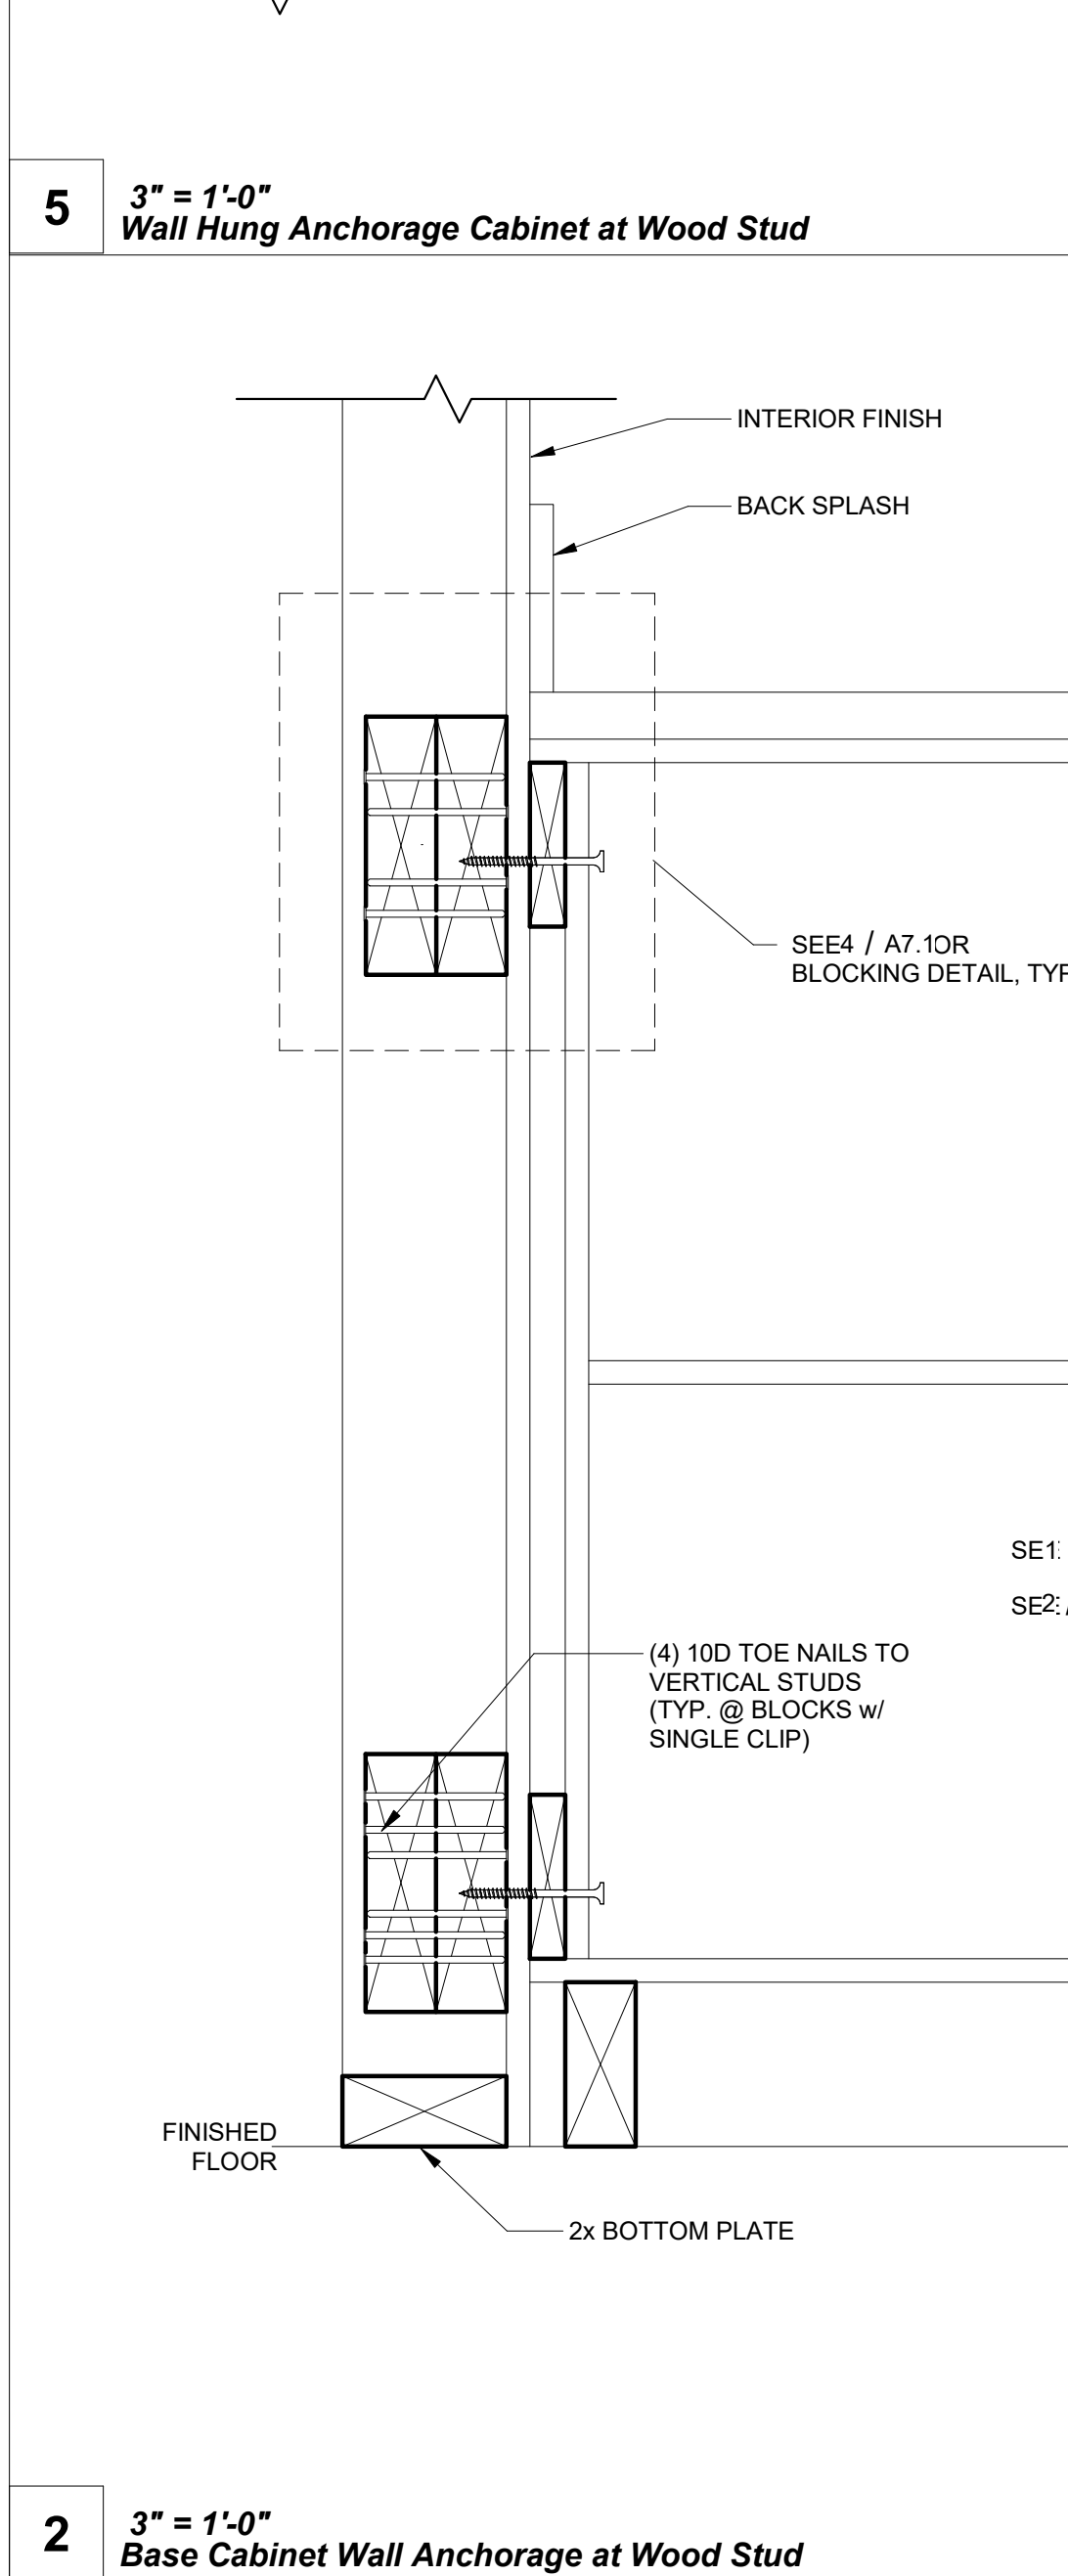 5
3" = 1'-0"
Wall Hung Anchorage Cabinet at Wood Stud
INTERIOR FINISH
BACK SPLASH
SEE4 / A7.1OR
BLOCKING DETAIL, TYP
SE1
SE2
(4) 10D TOE NAILS TO
VERTICAL STUDS
(TYP. @ BLOCKS w/
SINGLE CLIP)
FINISHED
FLOOR
2x BOTTOM PLATE
2
3" = 1'-0"
Base Cabinet Wall Anchorage at Wood Stud